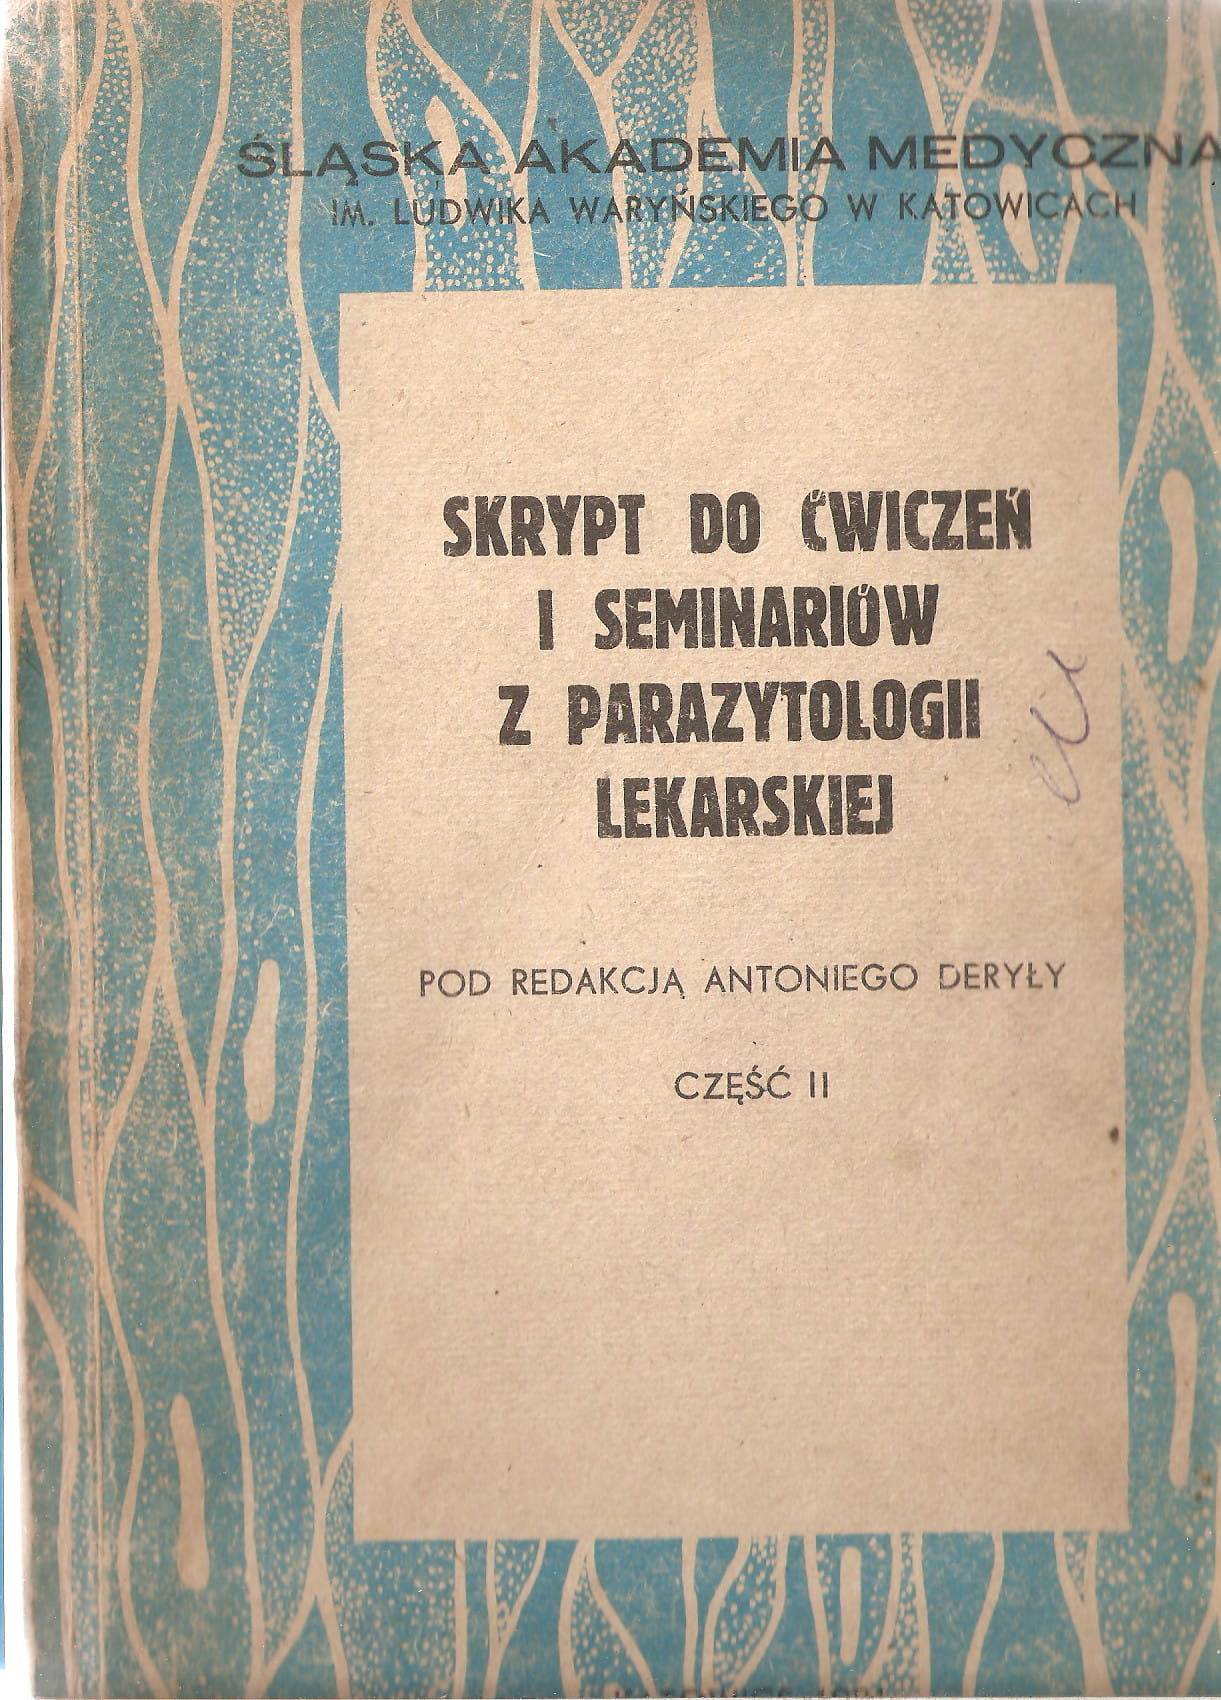 ŚLĄSKA AKADEMIA MEDYCZNA
IM. LUDWIKA WARYŃSKIEGO W KATOWICACH
SKRYPT DO ĆWICZEŃ
I SEMINARIÓW
Z PARAZYTOLOGII
LEKARSKIEJ
POD REDAKCJĄ ANTONIEGO DERYŁY
CZĘŚĆ II